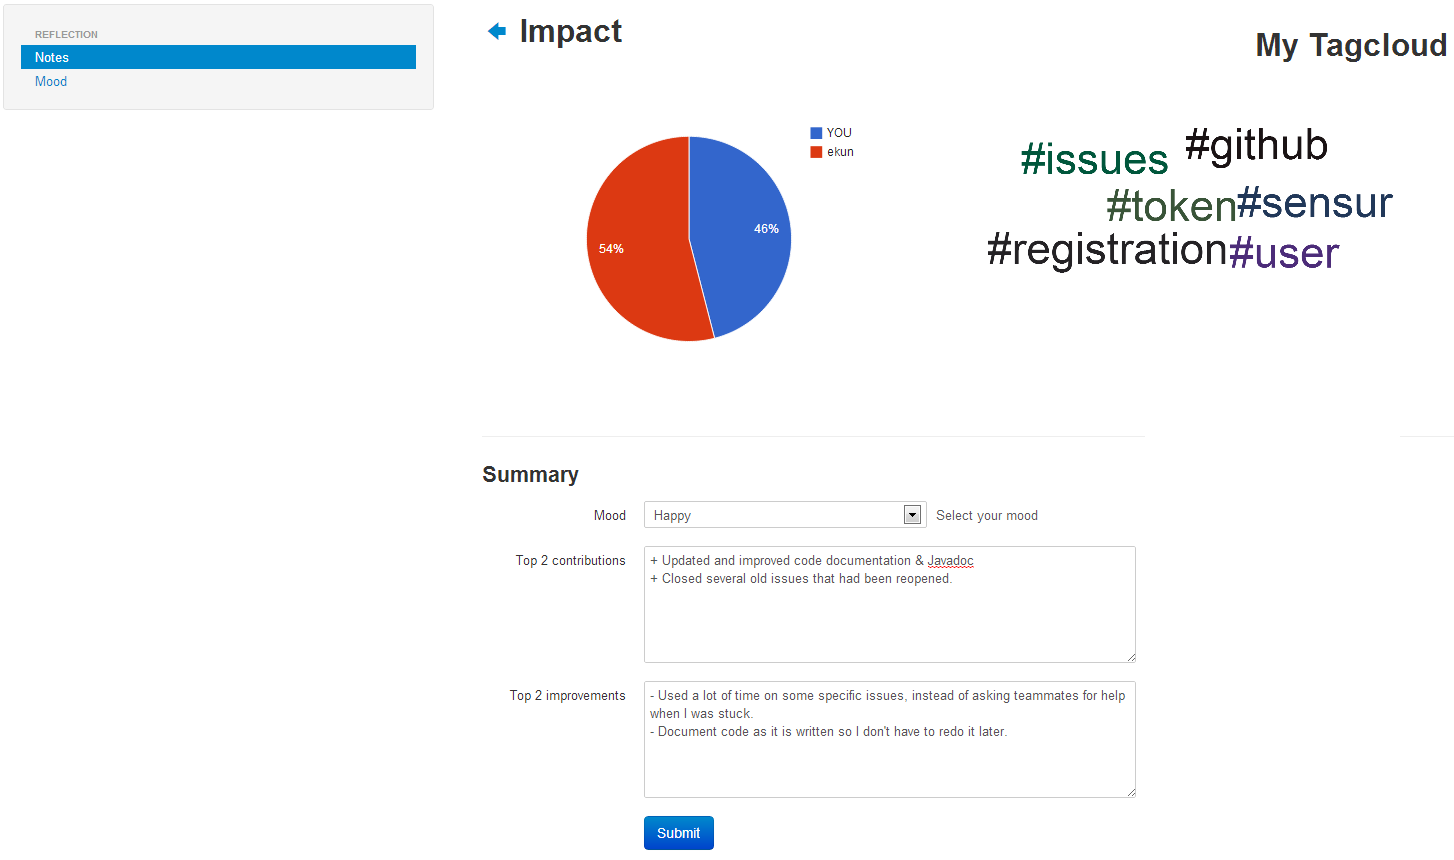 REFLECTION
Notes
Mood
Impact
YOU
ekun
46%
54%
My Tagcloud
#issues #github
#token #sensur
#registration #user
Summary
Mood Happy Select your mood
Top 2 contributions
+ Updated and improved code documentation & Javadoc
+ Closed several old issues that had been reopened.
Top 2 improvements
- Used a lot of time on some specific issues, instead of asking teammates for help
when I was stuck.
- Document code as it is written so I don't have to redo it later.
Submit